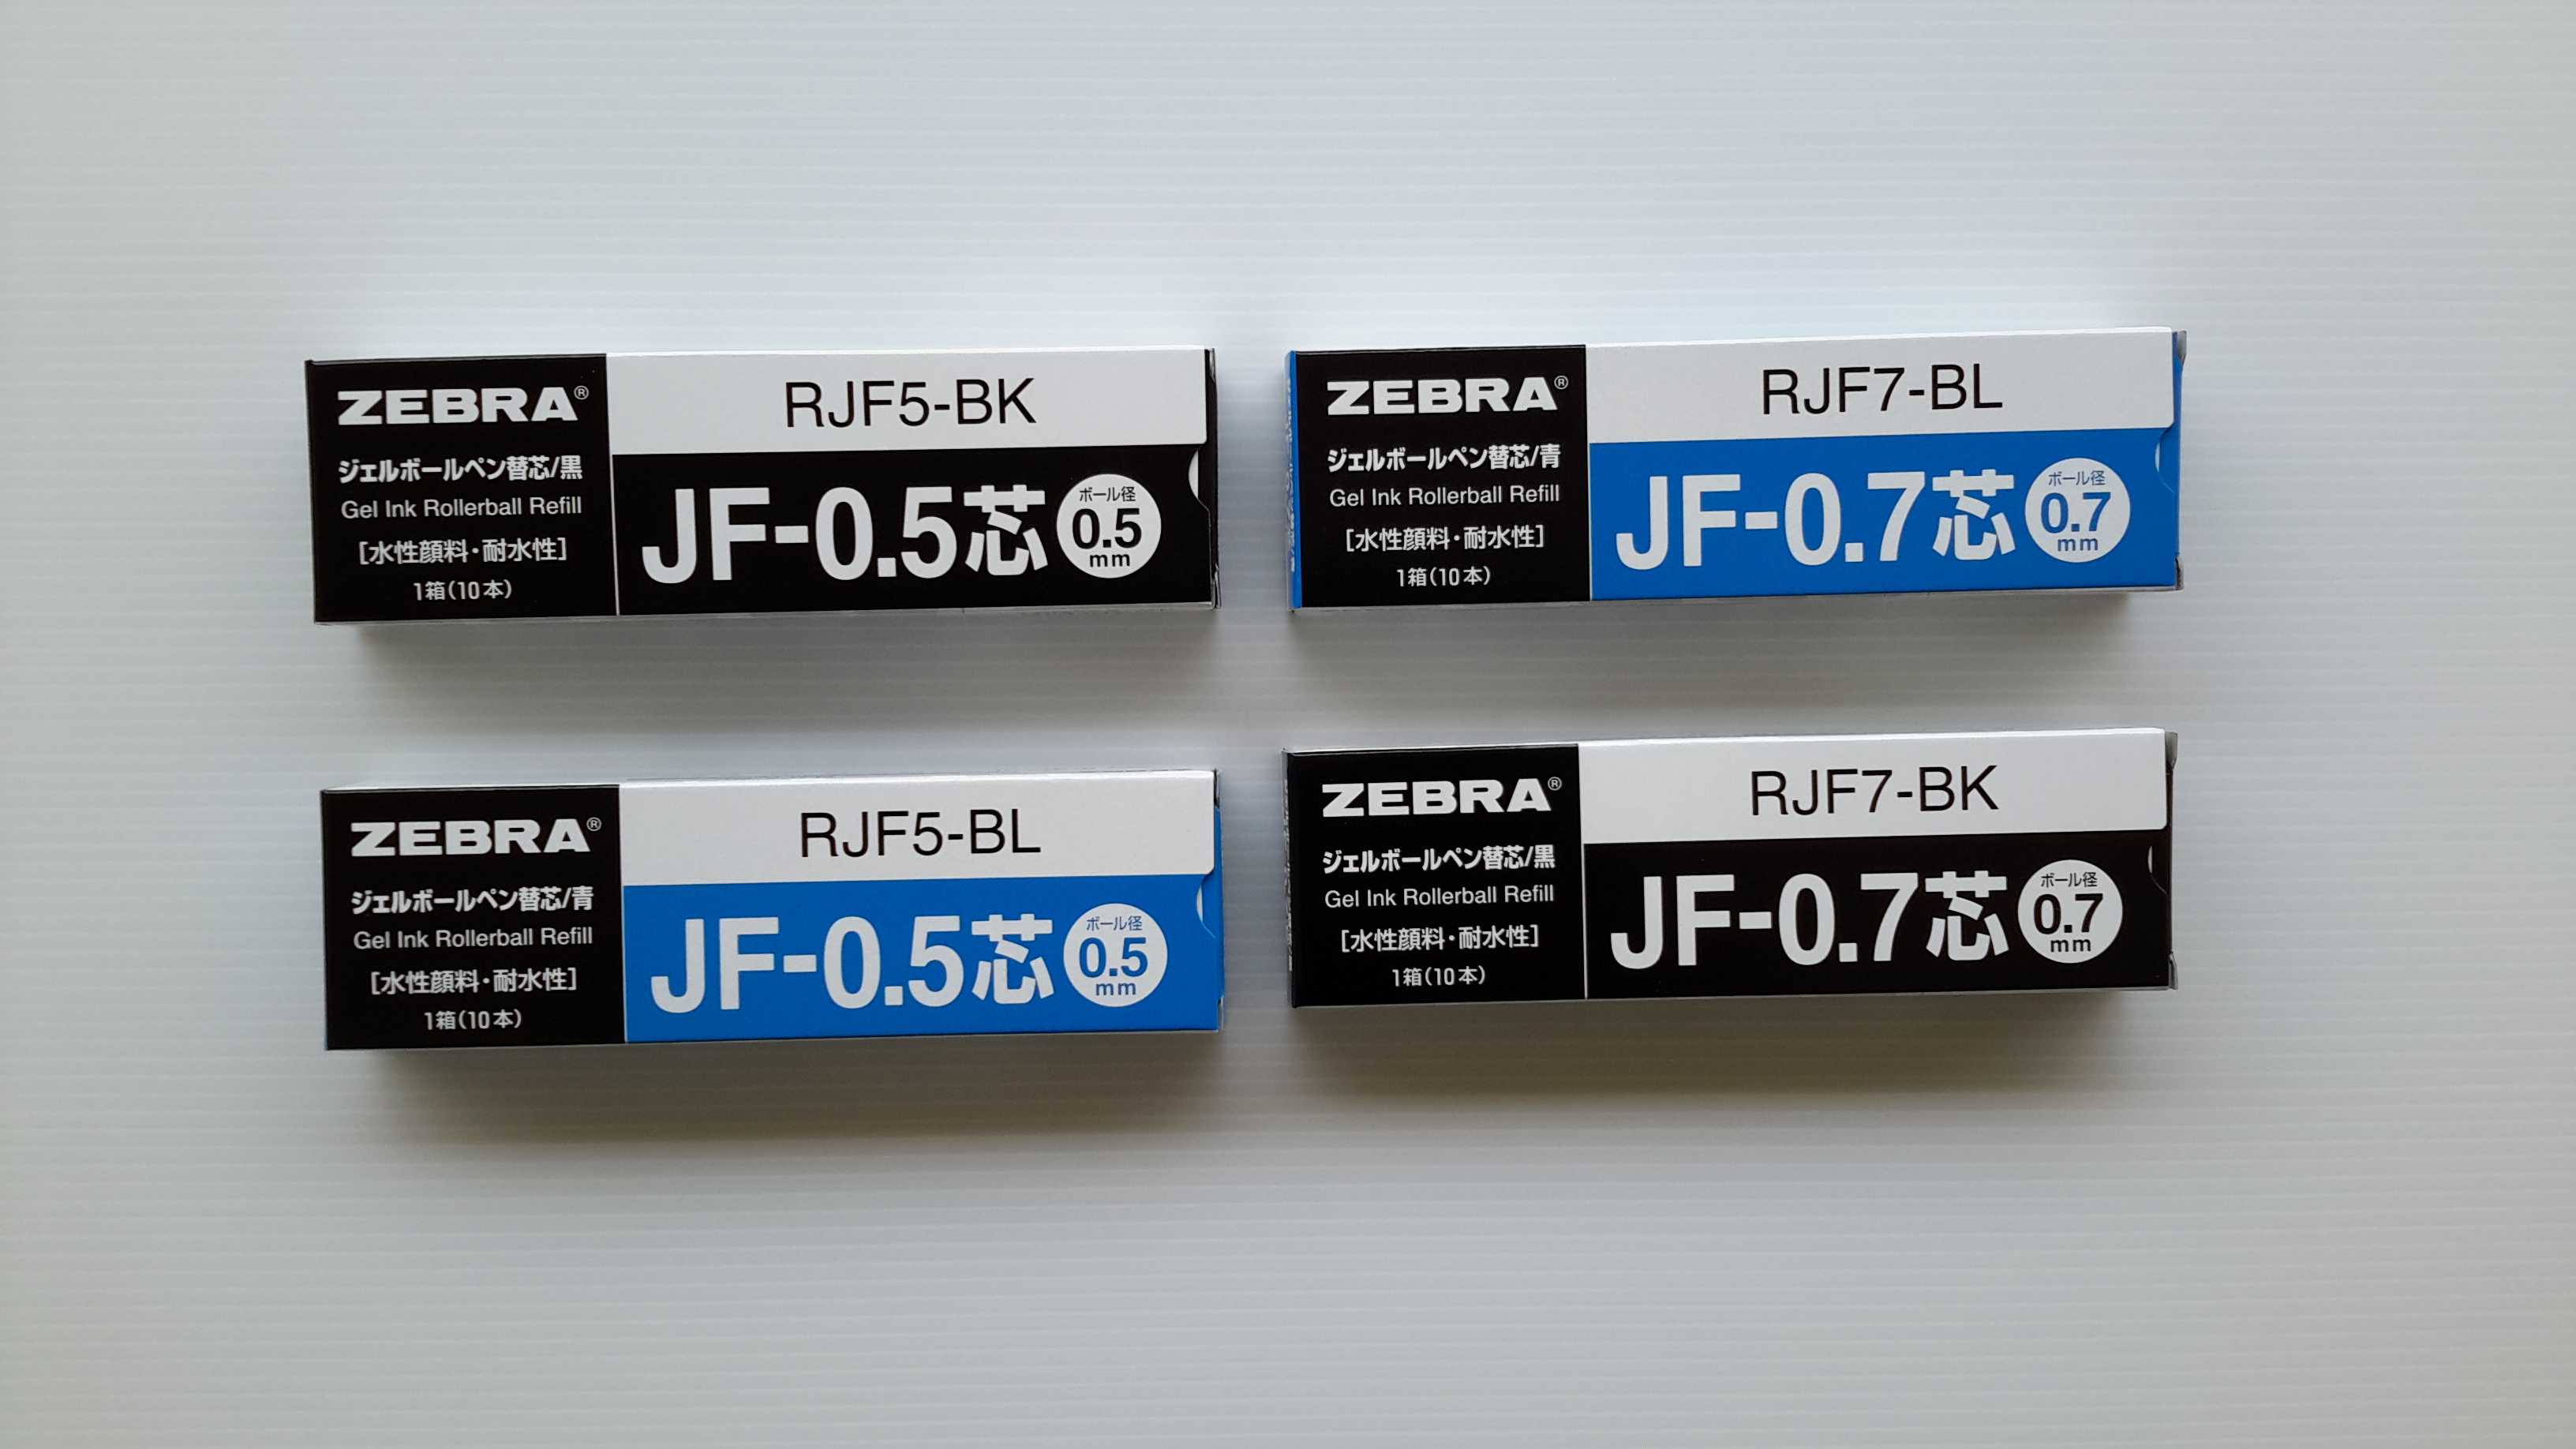 ZEBRA®
ジェルボールペン替芯/黒
Gel Ink Rollerball Refill
[水性顔料・耐水性]
1箱(10本)
RJF5-BK
JF-0.5芯
ボール径
0.5
mm
ZEBRA®
ジェルボールペン替芯/青
Gel Ink Rollerball Refill
[水性顔料・耐水性]
1箱(10本)
RJF7-BL
JF-0.7芯
ボール径
0.7
mm
ZEBRA®
ジェルボールペン替芯/青
Gel Ink Rollerball Refill
[水性顔料・耐水性]
1箱(10本)
RJF5-BL
JF-0.5芯
ボール径
0.5
mm
ZEBRA®
ジェルボールペン替芯/黒
Gel Ink Rollerball Refill
[水性顔料・耐水性]
1箱(10本)
RJF7-BK
JF-0.7芯
ボール径
0.7
mm